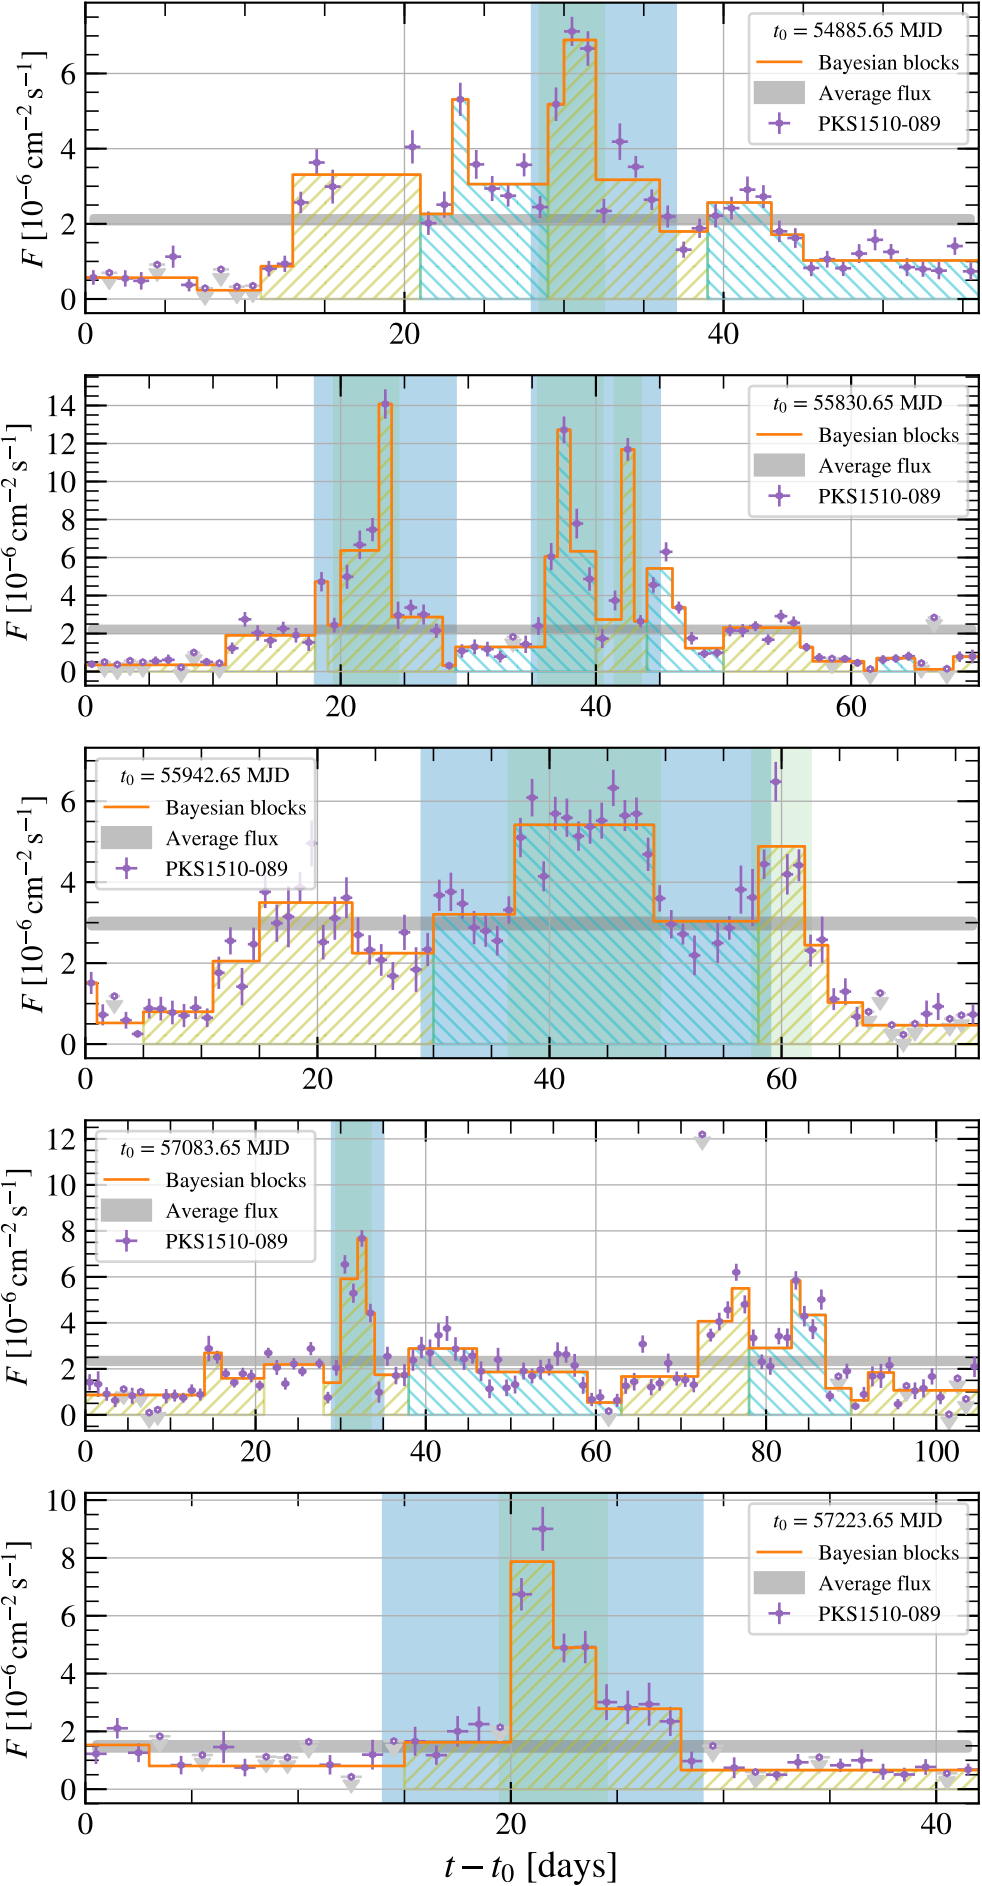 F [10⁻⁶ cm⁻² s⁻¹]
6
4
2
0
t₀ = 54885.65 MJD
Bayesian blocks
Average flux
PKS1510-089
0 20 40
F [10⁻⁶ cm⁻² s⁻¹]
14
12
10
8
6
4
2
0
t₀ = 55830.65 MJD
Bayesian blocks
Average flux
PKS1510-089
0 20 40 60
F [10⁻⁶ cm⁻² s⁻¹]
6
4
2
0
t₀ = 55942.65 MJD
Bayesian blocks
Average flux
PKS1510-089
0 20 40 60
F [10⁻⁶ cm⁻² s⁻¹]
12
10
8
6
4
2
0
t₀ = 57083.65 MJD
Bayesian blocks
Average flux
PKS1510-089
0 20 40 60 80 100
F [10⁻⁶ cm⁻² s⁻¹]
10
8
6
4
2
0
t₀ = 57223.65 MJD
Bayesian blocks
Average flux
PKS1510-089
0 20 40
t − t₀ [days]